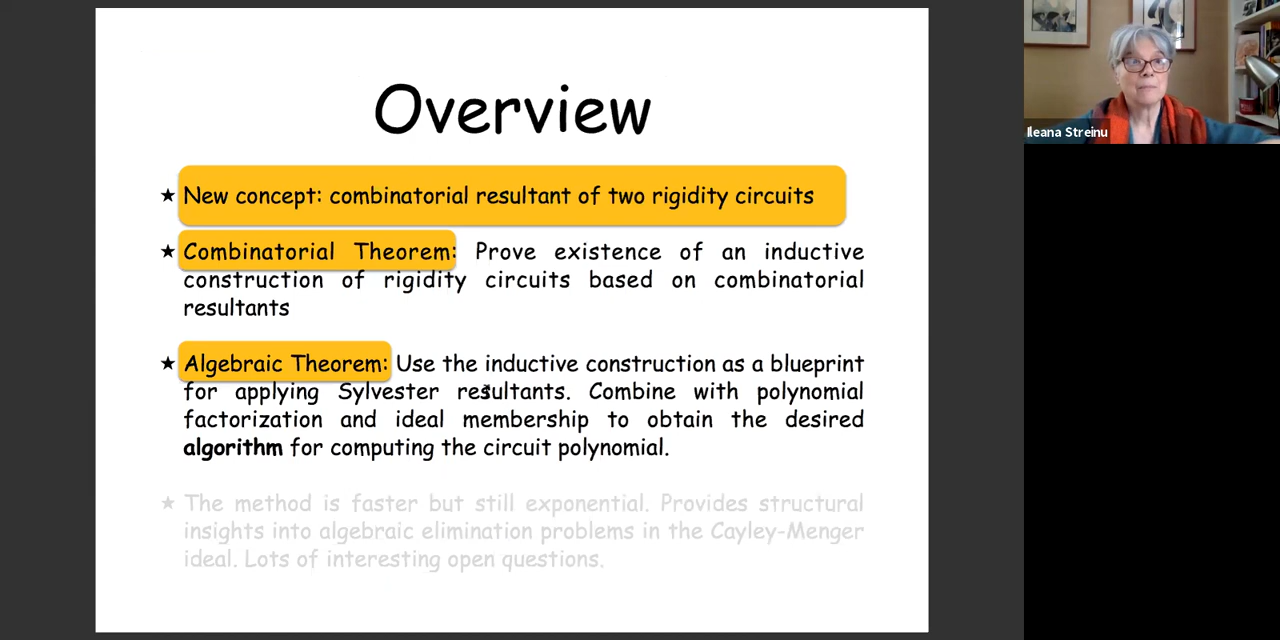 Overview
★ New concept: combinatorial resultant of two rigidity circuits
★ Combinatorial Theorem: Prove existence of an inductive
construction of rigidity circuits based on combinatorial
resultants
★ Algebraic Theorem: Use the inductive construction as a blueprint
for applying Sylvester resultants. Combine with polynomial
factorization and ideal membership to obtain the desired
algorithm for computing the circuit polynomial.
★ The method is faster but still exponential. Provides structural
insights into algebraic elimination problems in the Cayley-Menger
ideal. Lots of interesting open questions.
Ileana Streinu